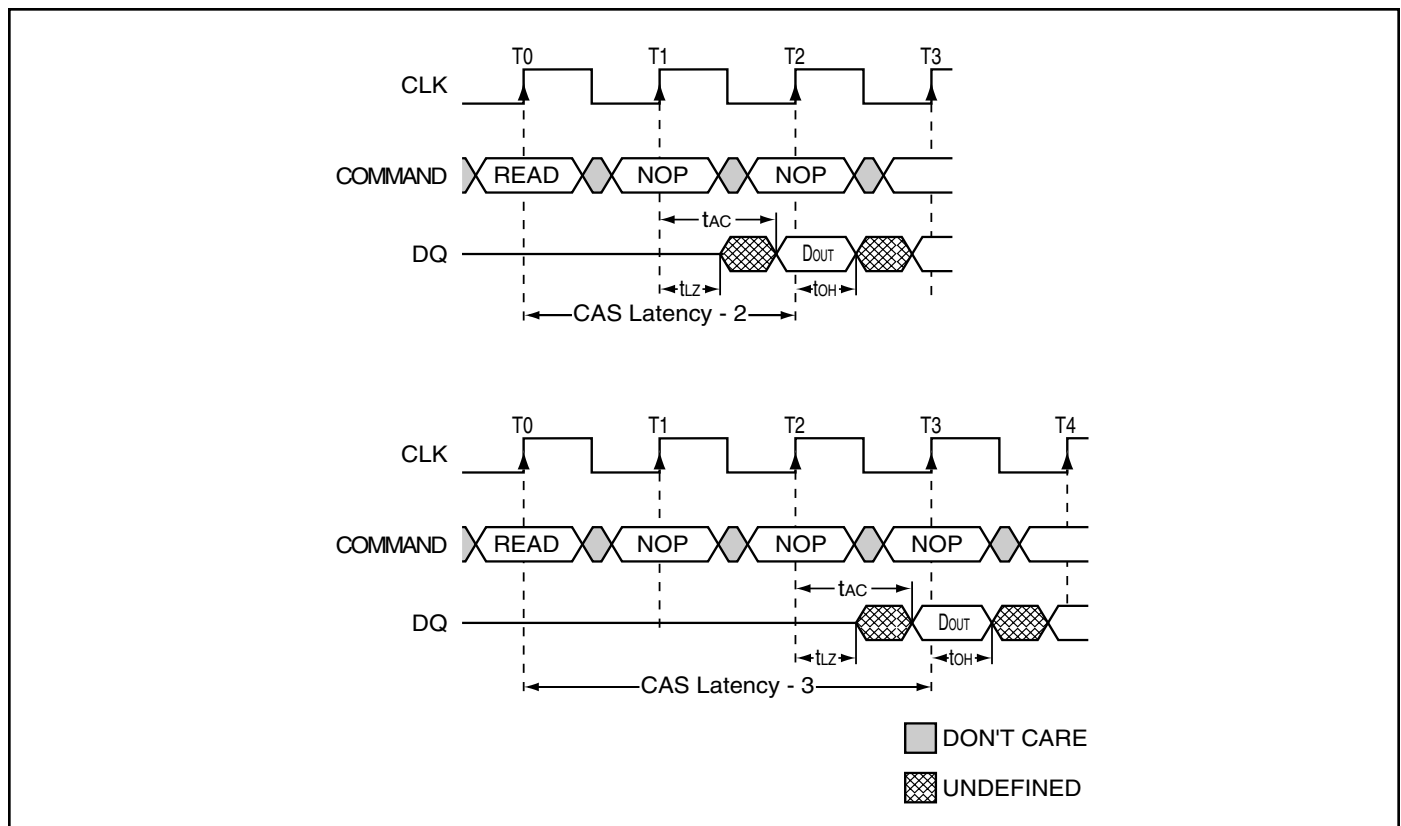 T0 T1 T2 T3
CLK
COMMAND READ NOP NOP
tAC
DQ DOUT
tLZ tOH
CAS Latency - 2
T0 T1 T2 T3 T4
CLK
COMMAND READ NOP NOP NOP
tAC
DQ DOUT
tLZ tOH
CAS Latency - 3
DON'T CARE
UNDEFINED